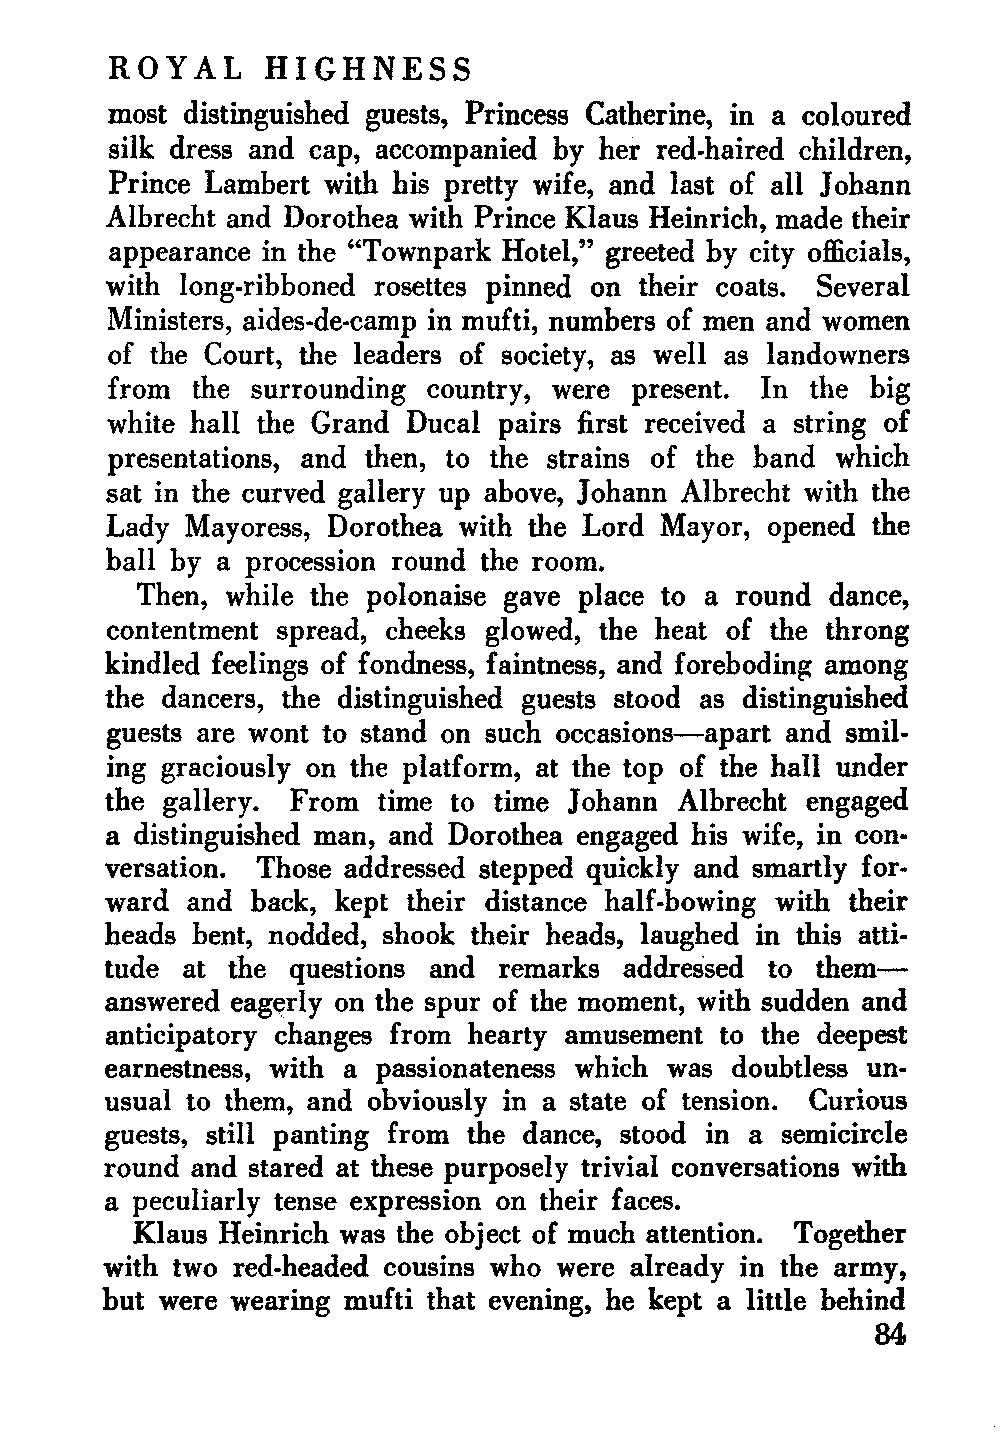 ROYAL HIGHNESS
most distinguished guests, Princess Catherine, in a coloured
silk dress and cap, accompanied by her red-haired children,
Prince Lambert with his pretty wife, and last of all Johann
Albrecht and Dorothea with Prince Klaus Heinrich, made their
appearance in the “Townpark Hotel,” greeted by city officials,
with long-ribboned rosettes pinned on their coats. Several
Ministers, aides-de-camp in mufti, numbers of men and women
of the Court, the leaders of society, as well as landowners
from the surrounding country, were present. In the big
white hall the Grand Ducal pairs first received a string of
presentations, and then, to the strains of the band which
sat in the curved gallery up above, Johann Albrecht with the
Lady Mayoress, Dorothea with the Lord Mayor, opened the
ball by a procession round the room.
Then, while the polonaise gave place to a round dance,
contentment spread, cheeks glowed, the heat of the throng
kindled feelings of fondness, faintness, and foreboding among
the dancers, the distinguished guests stood as distinguished
guests are wont to stand on such occasions—apart and smil-
ing graciously on the platform, at the top of the hall under
the gallery. From time to time Johann Albrecht engaged
a distinguished man, and Dorothea engaged his wife, in con-
versation. Those addressed stepped quickly and smartly for-
ward and back, kept their distance half-bowing with their
heads bent, nodded, shook their heads, laughed in this atti-
tude at the questions and remarks addressed to them—
answered eagerly on the spur of the moment, with sudden and
anticipatory changes from hearty amusement to the deepest
earnestness, with a passionateness which was doubtless un-
usual to them, and obviously in a state of tension. Curious
guests, still panting from the dance, stood in a semicircle
round and stared at these purposely trivial conversations with
a peculiarly tense expression on their faces.
Klaus Heinrich was the object of much attention. Together
with two red-headed cousins who were already in the army,
but were wearing mufti that evening, he kept a little behind
84